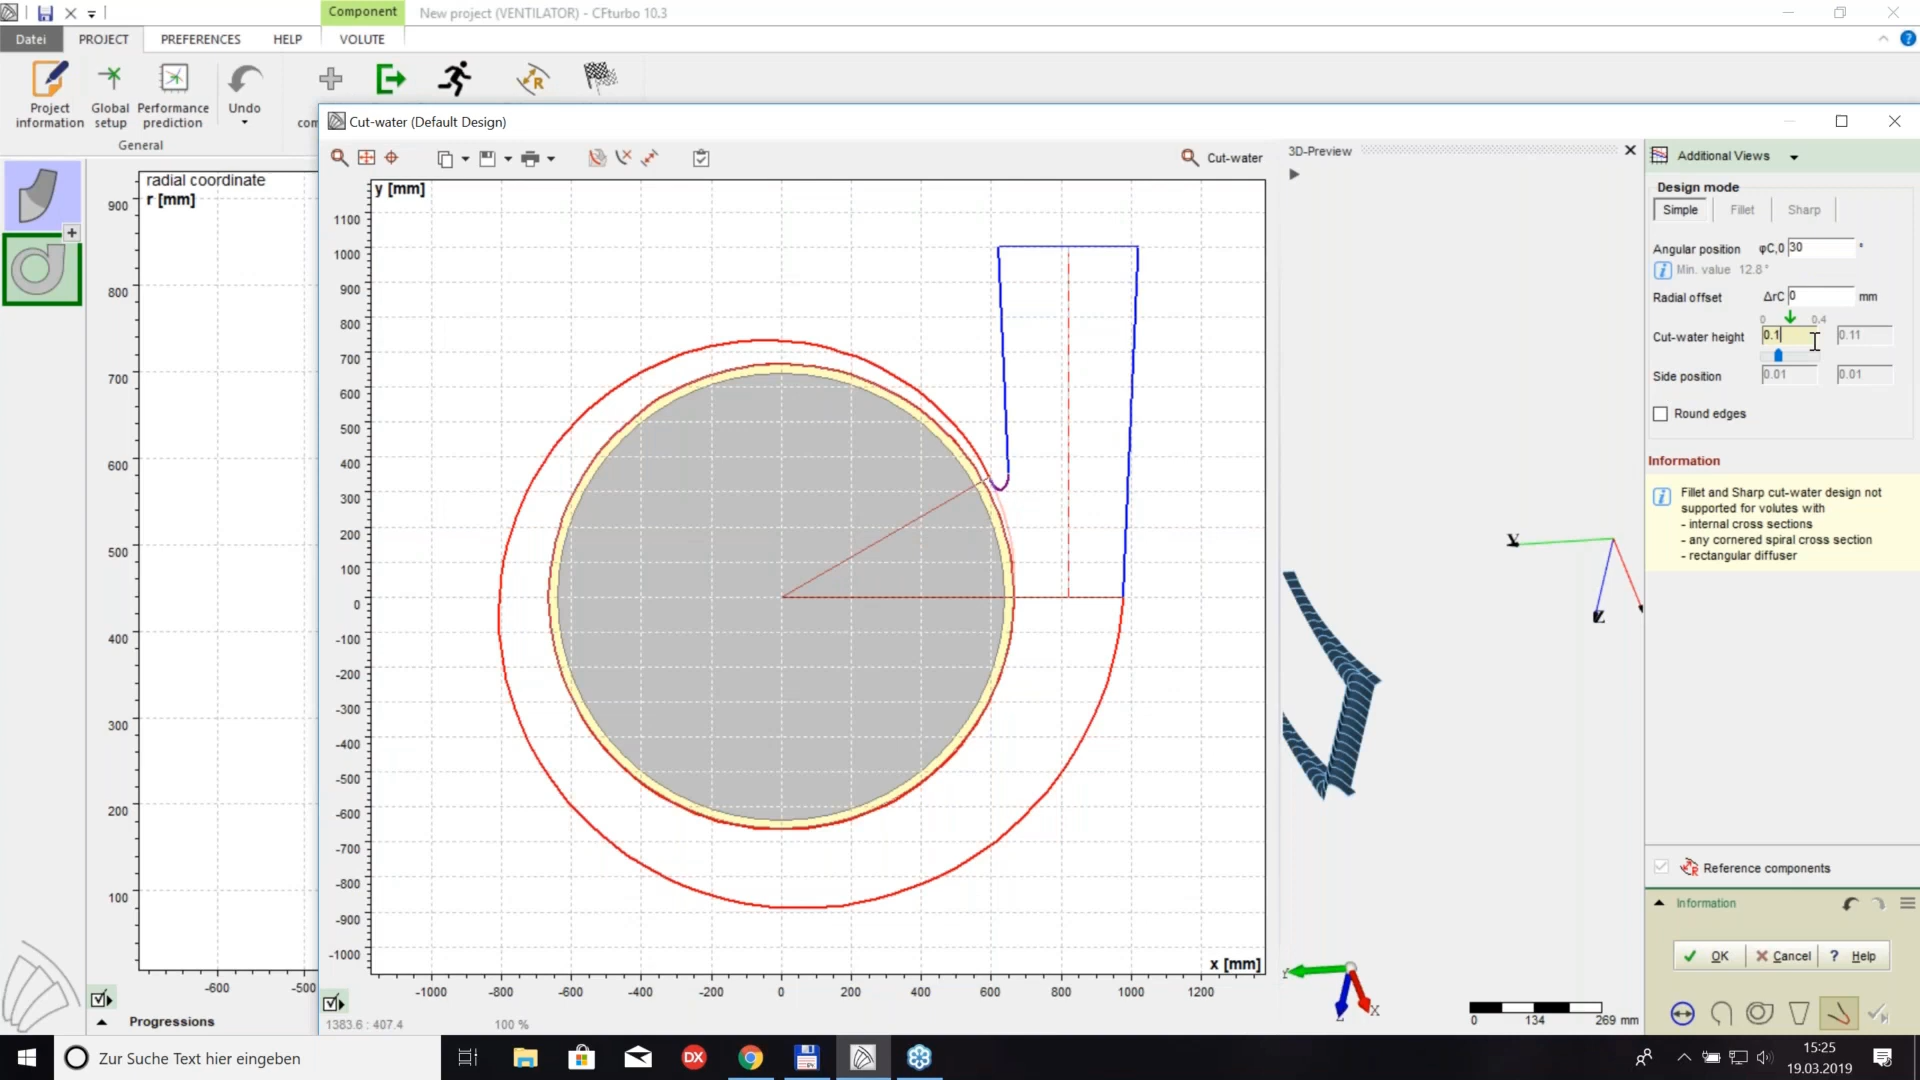 Component
New project (VENTILATOR) - CFturbo 10.3
Datei
PROJECT
PREFERENCES
HELP
VOLUTE
Project information
Global setup
Performance prediction
Undo
General
Cut-water (Default Design)
Cut-water
3D-Preview
radial coordinate
r [mm]
900
800
700
600
500
400
300
200
100
-600
-500
Progressions
y [mm]
1100
1000
900
800
700
600
500
400
300
200
100
0
-100
-200
-300
-400
-500
-600
-700
-800
-900
-1000
x [mm]
-1000
-800
-600
-400
-200
0
200
400
600
800
1000
1200
1383.6 : 407.4
100 %
Y
Z
Z
X
0
134
269 mm
Additional Views
Design mode
Simple
Fillet
Sharp
Angular position φC,0 30 °
Min. value 12.8°
Radial offset ΔrC 0 mm
0
0.4
Cut-water height 0.1 0.11
Side position 0.01 0.01
Round edges
Information
Fillet and Sharp cut-water design not
supported for volutes with
- internal cross sections
- any cornered spiral cross section
- rectangular diffuser
Reference components
Information
OK
Cancel
? Help
Zur Suche Text hier eingeben
DX
15:25
19.03.2019